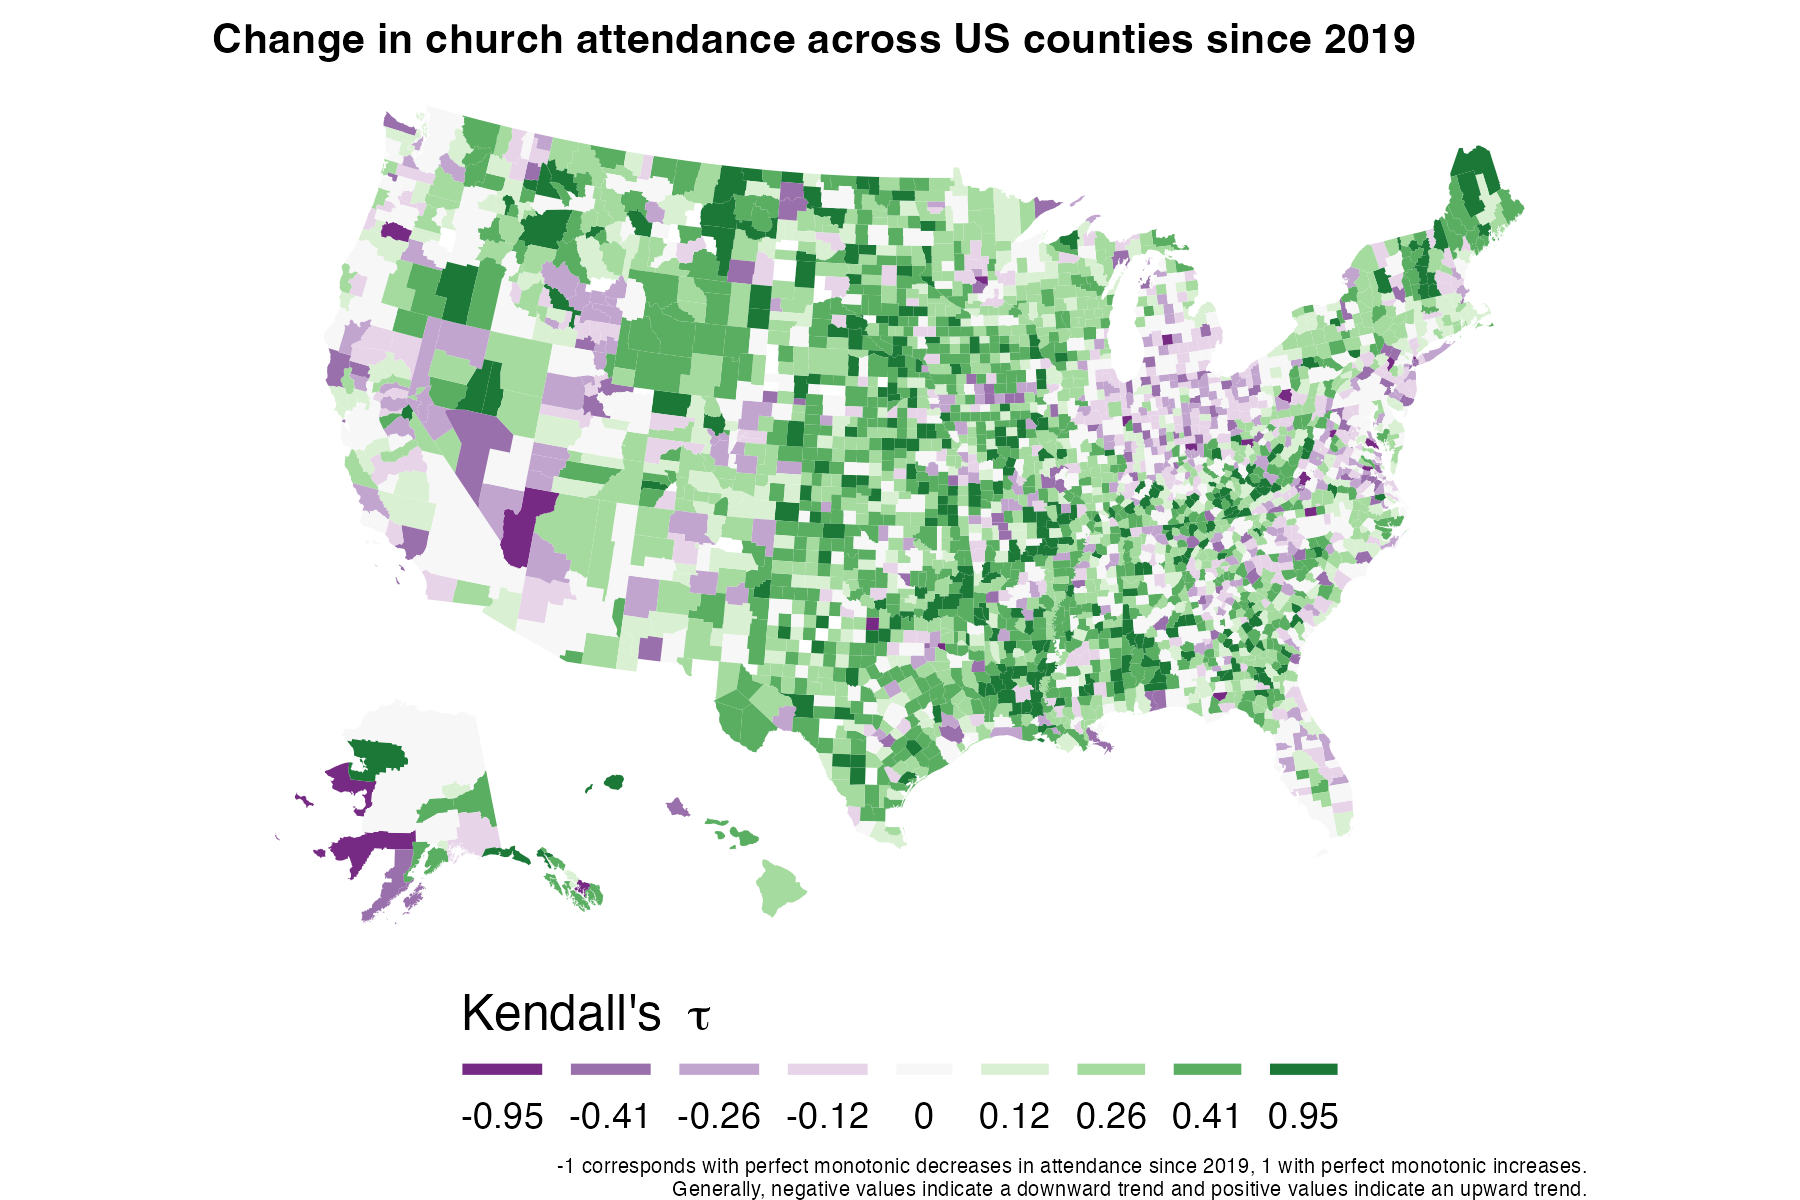 Change in church attendance across US counties since 2019
Kendall's τ
-0.95 -0.41 -0.26 -0.12 0 0.12 0.26 0.41 0.95
-1 corresponds with perfect monotonic decreases in attendance since 2019, 1 with perfect monotonic increases.
Generally, negative values indicate a downward trend and positive values indicate an upward trend.